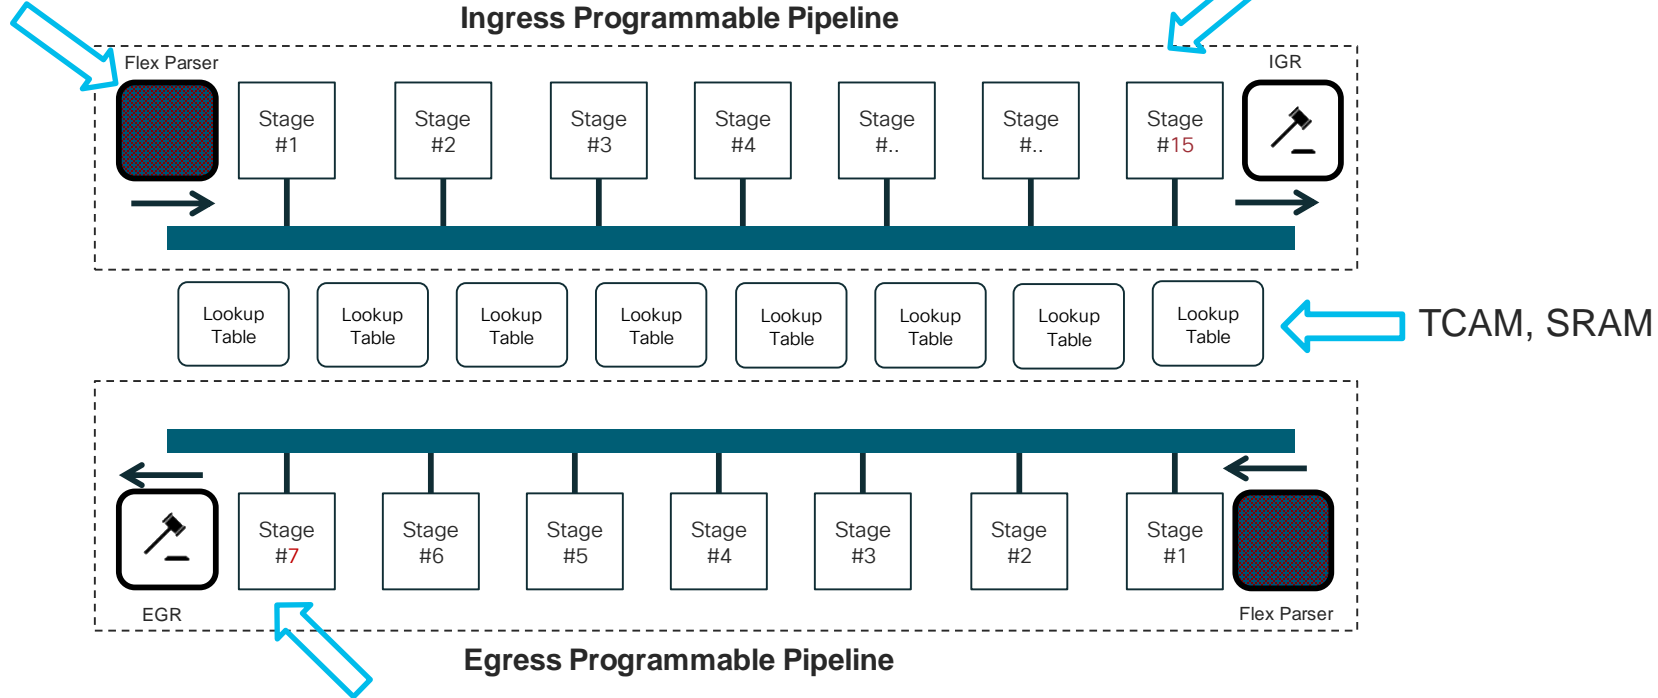 Ingress Programmable Pipeline
Flex Parser
IGR
Stage
#1
Stage
#2
Stage
#3
Stage
#4
Stage
#..
Stage
#..
Stage
#15
Lookup
Table
Lookup
Table
Lookup
Table
Lookup
Table
Lookup
Table
Lookup
Table
Lookup
Table
Lookup
Table
TCAM, SRAM
Stage
#7
Stage
#6
Stage
#5
Stage
#4
Stage
#3
Stage
#2
Stage
#1
EGR
Flex Parser
Egress Programmable Pipeline